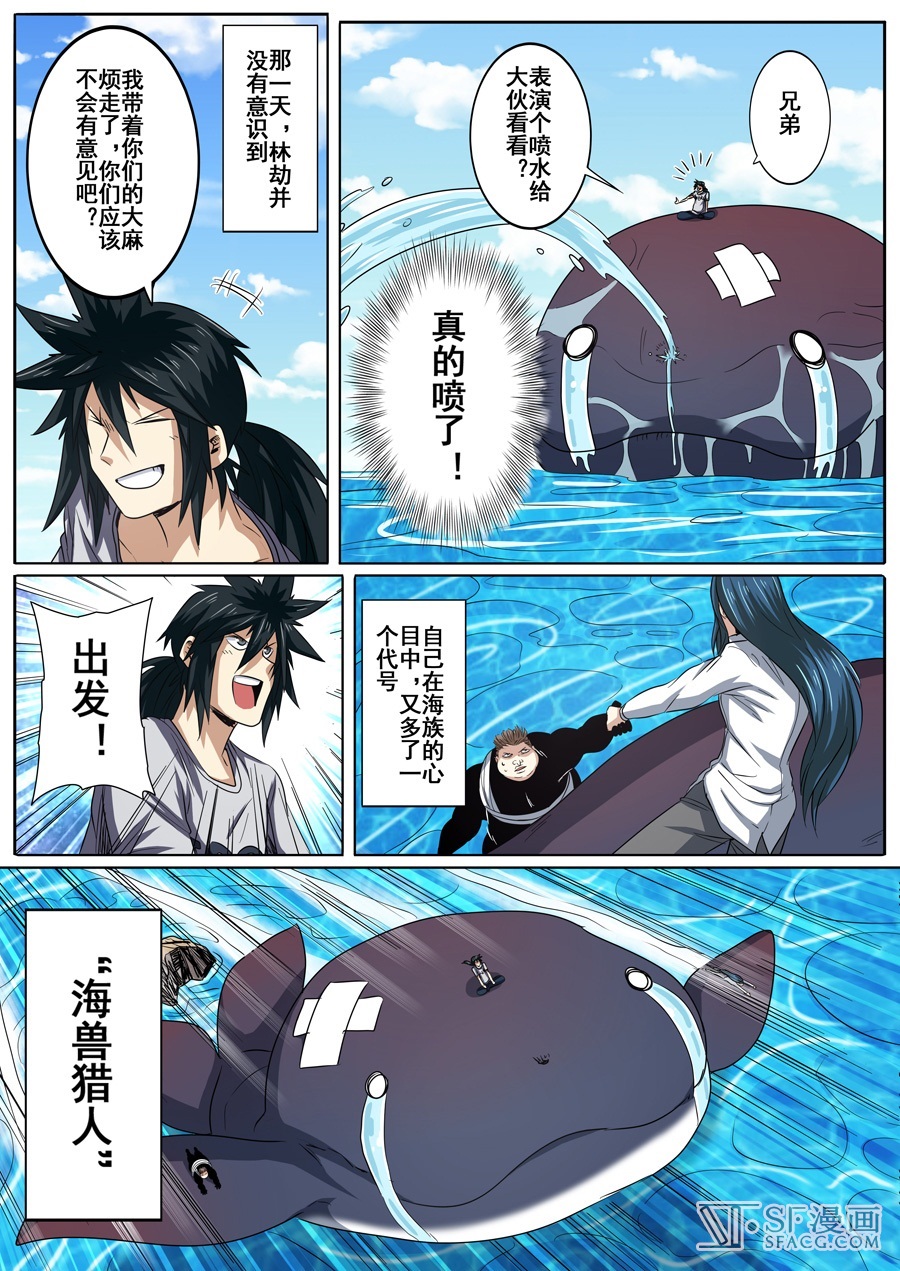 兄弟
表演个喷水给
大伙看看?
真的喷了!
那一天,林劫并
没有意识到
我带着你们的大麻
烦走了,你们应该
不会有意见吧?
自己在海族的心
目中,又多了一
个代号
出发!
“海兽猎人”
SF漫画
SFACG.COM